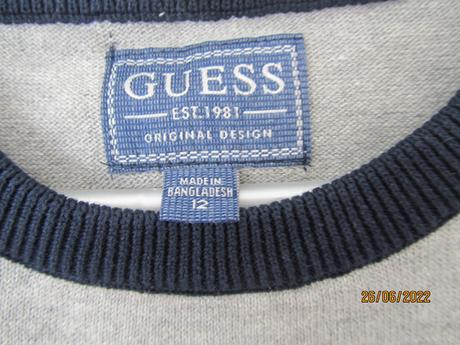 GUESS
EST.1981
ORIGINAL DESIGN
MADE IN
BANGLADESH
12
26/06/2022